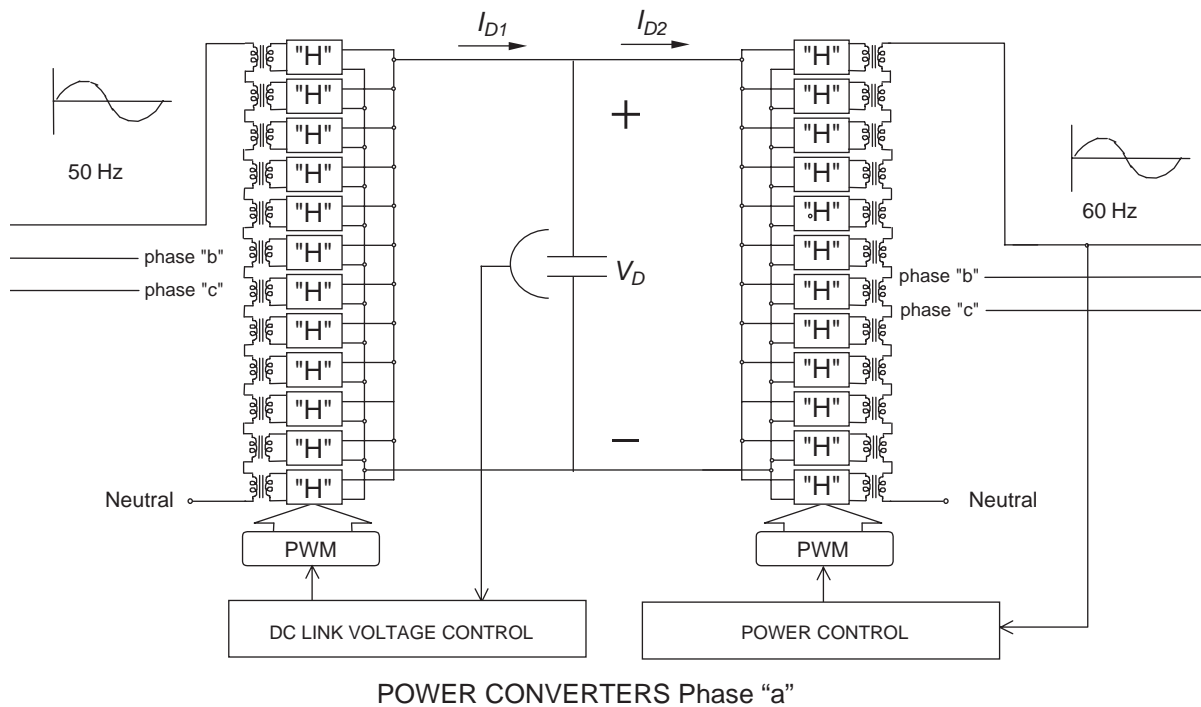 I_D1 I_D2
"H" "H"
"H" "H"
"H" "H"
50 Hz "H" "H"
"H" "H" 60 Hz
phase "b" "H" "H"
phase "c" "H" "H" phase "b"
V_D
"H" "H" phase "c"
"H" "H"
"H" "H"
"H" "H"
Neutral "H" "H" Neutral
+
−
PWM PWM
DC LINK VOLTAGE CONTROL POWER CONTROL
POWER CONVERTERS Phase “a”